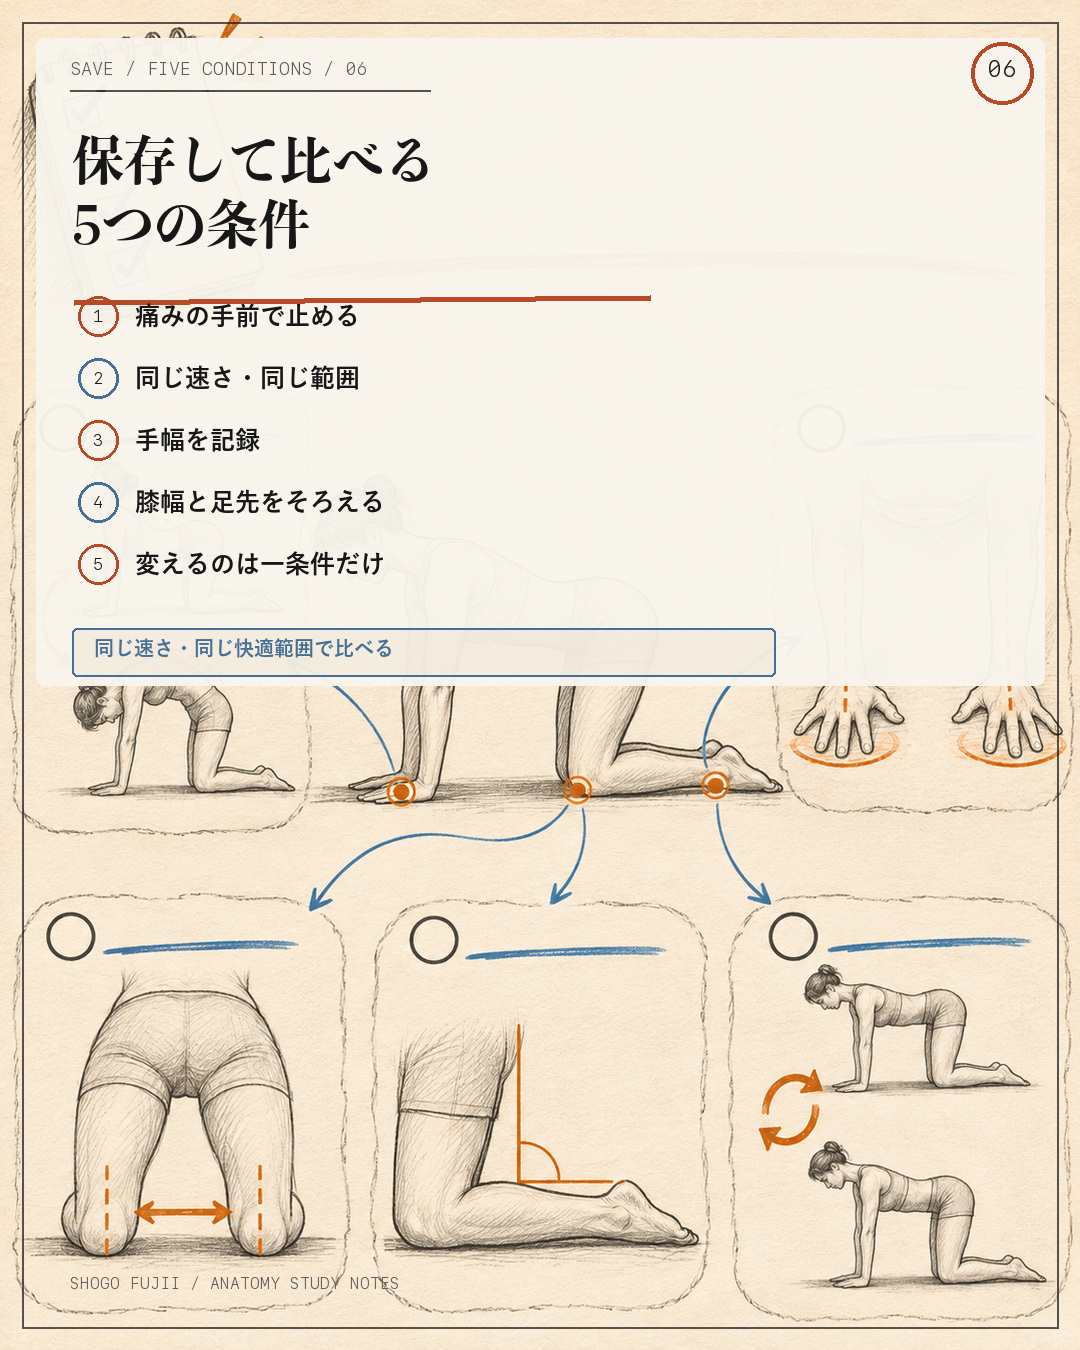 SAVE / FIVE CONDITIONS / 06
06
保存して比べる
5つの条件
1 痛みの手前で止める
2 同じ速さ・同じ範囲
3 手幅を記録
4 膝幅と足先をそろえる
5 変えるのは一条件だけ
同じ速さ・同じ快適範囲で比べる
SHOGO FUJII / ANATOMY STUDY NOTES